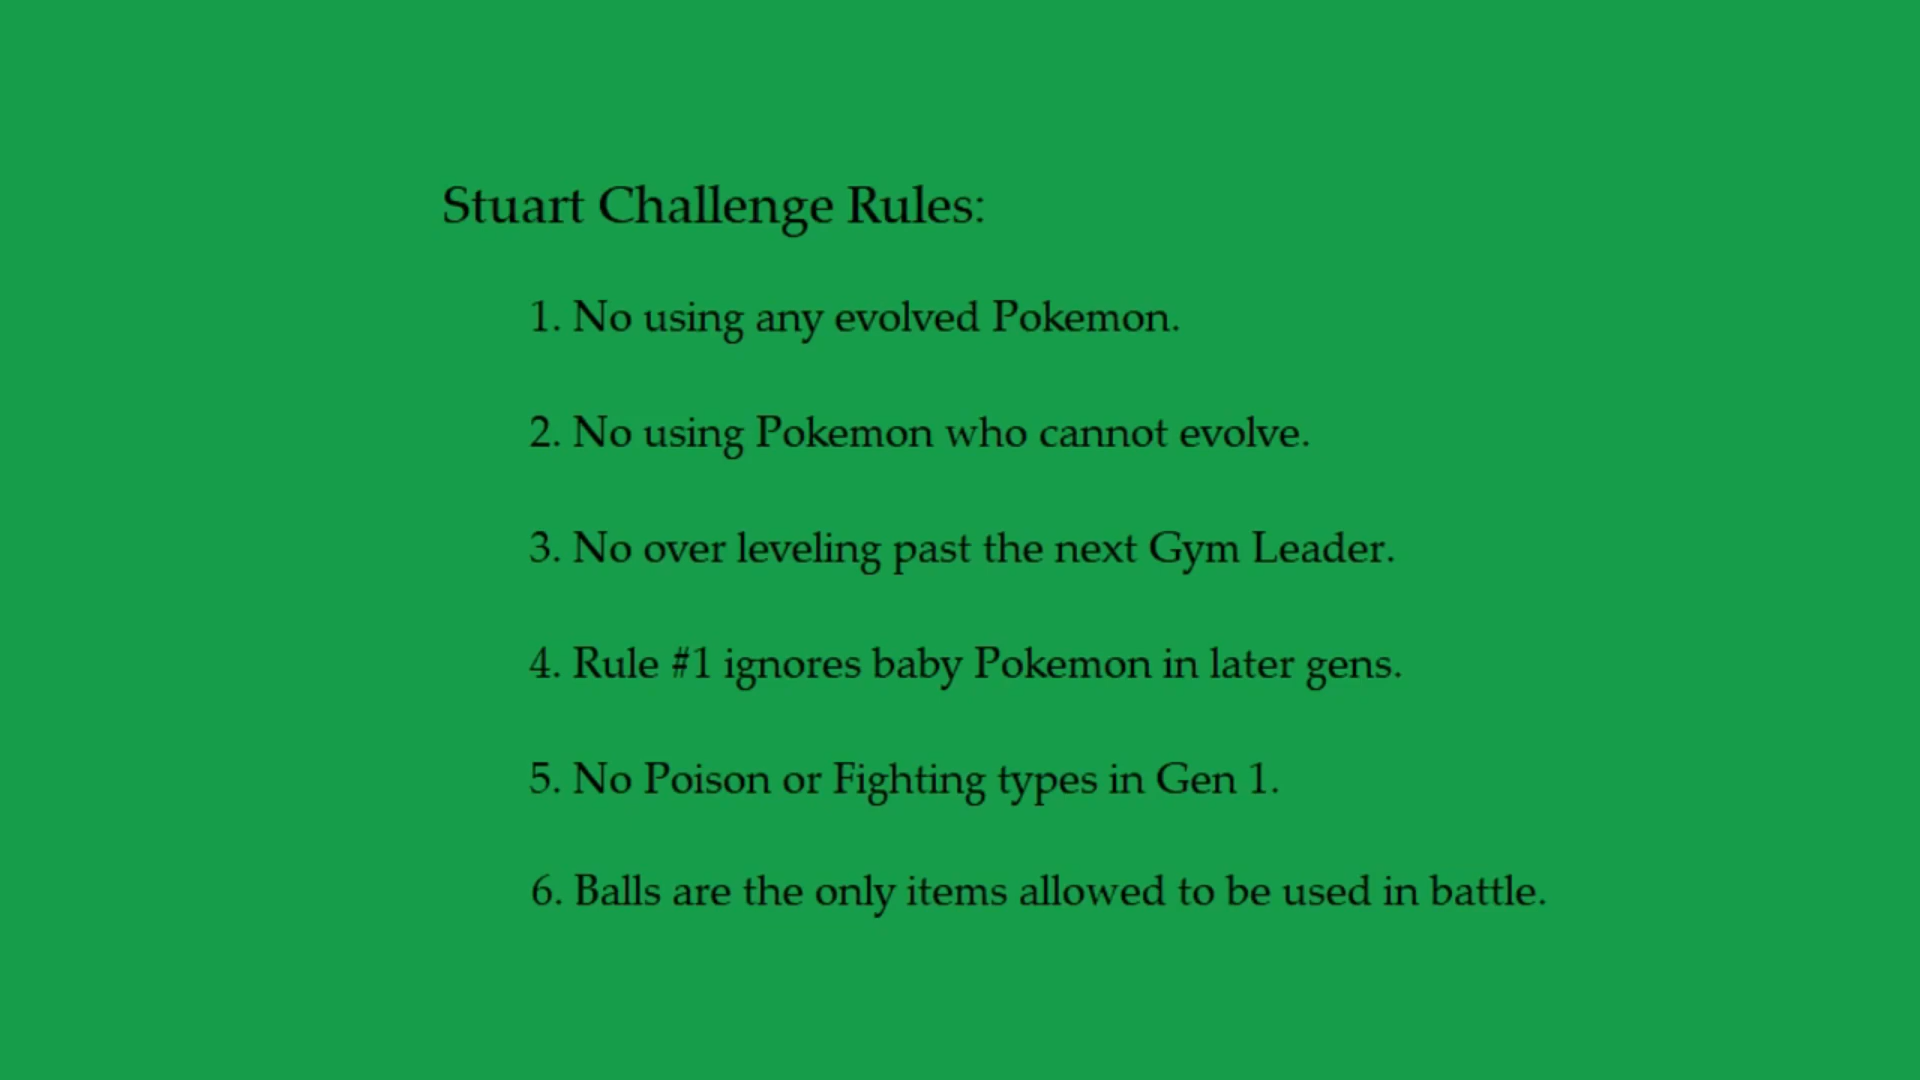 Stuart Challenge Rules:
1. No using any evolved Pokemon.
2. No using Pokemon who cannot evolve.
3. No over leveling past the next Gym Leader.
4. Rule #1 ignores baby Pokemon in later gens.
5. No Poison or Fighting types in Gen 1.
6. Balls are the only items allowed to be used in battle.